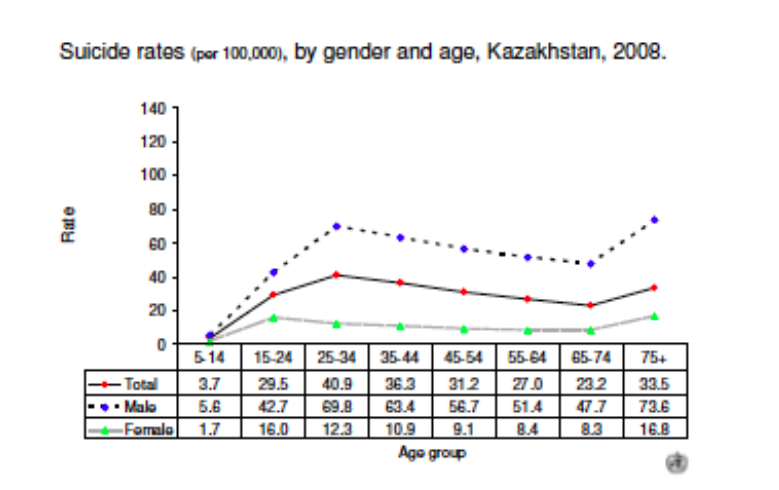 Suicide rates (per 100,000), by gender and age, Kazakhstan, 2008.
140
120
100
80
60
40
20
0
Rate
5-14 15-24 25-34 35-44 45-54 55-64 65-74 75+
Total 3.7 29.5 40.9 36.3 31.2 27.0 23.2 33.5
Male 5.6 42.7 69.8 63.4 56.7 51.4 47.7 73.6
Female 1.7 16.0 12.3 10.9 9.1 8.4 8.3 16.8
Age group